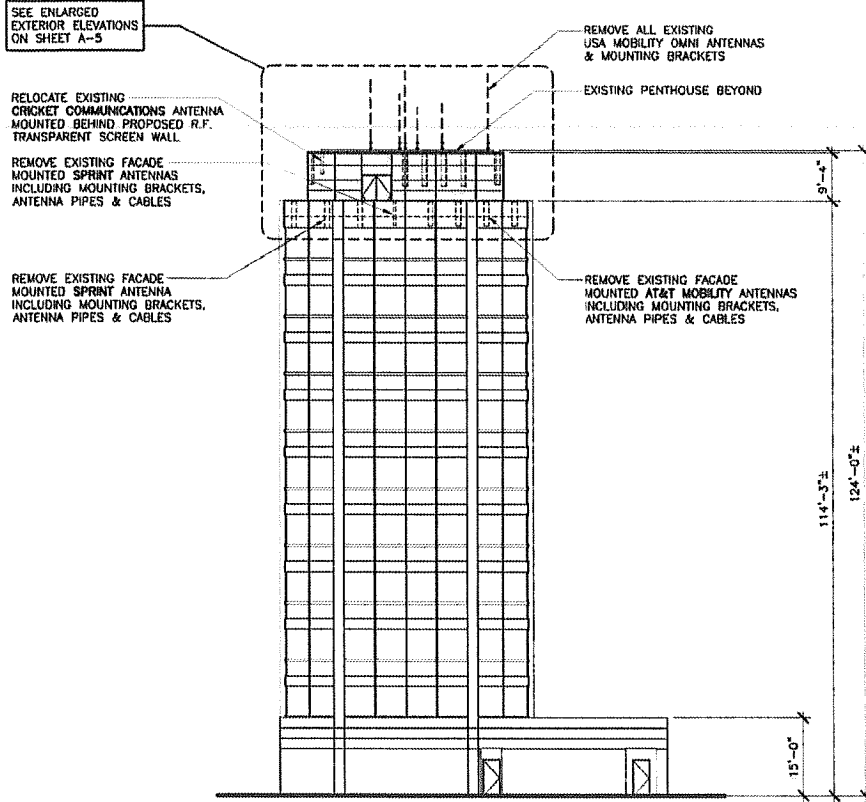 SEE ENLARGED
EXTERIOR ELEVATIONS
ON SHEET A-5
REMOVE ALL EXISTING
USA MOBILITY OMNI ANTENNAS
& MOUNTING BRACKETS
EXISTING PENTHOUSE BEYOND
RELOCATE EXISTING
CRICKET COMMUNICATIONS ANTENNA
MOUNTED BEHIND PROPOSED R.F.
TRANSPARENT SCREEN WALL
REMOVE EXISTING FACADE
MOUNTED SPRINT ANTENNAS
INCLUDING MOUNTING BRACKETS,
ANTENNA PIPES & CABLES
REMOVE EXISTING FACADE
MOUNTED SPRINT ANTENNA
INCLUDING MOUNTING BRACKETS,
ANTENNA PIPES & CABLES
REMOVE EXISTING FACADE
MOUNTED AT&T MOBILITY ANTENNAS
INCLUDING MOUNTING BRACKETS,
ANTENNA PIPES & CABLES
9'-4"
114'-3"±
124'-0"±
15'-0"